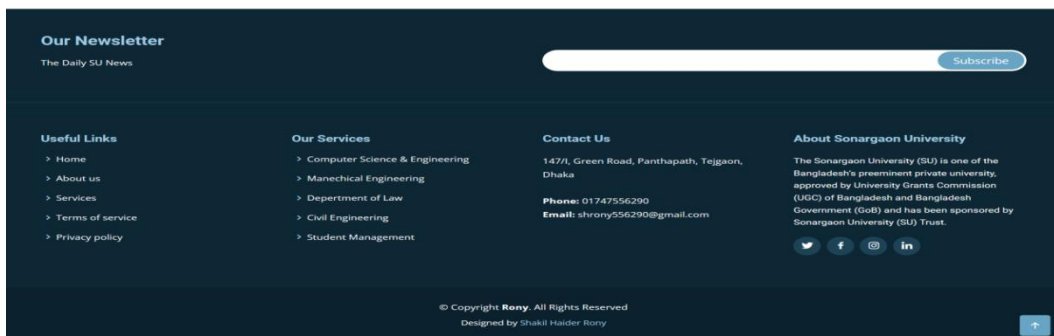 Our Newsletter
The Daily SU News
Subscribe
Useful Links
> Home
> About us
> Services
> Terms of service
> Privacy policy
Our Services
> Computer Science & Engineering
> Manechical Engineering
> Depertment of Law
> Civil Engineering
> Student Management
Contact Us
147/I, Green Road, Panthapath, Tejgaon,
Dhaka
Phone: 01747556290
Email: shrony556290@gmail.com
About Sonargaon University
The Sonargaon University (SU) is one of the
Bangladesh's preeminent private university,
approved by University Grants Commission
(UGC) of Bangladesh and Bangladesh
Government (GoB) and has been sponsored by
Sonargaon University (SU) Trust.
© Copyright Rony. All Rights Reserved
Designed by Shakil Haider Rony